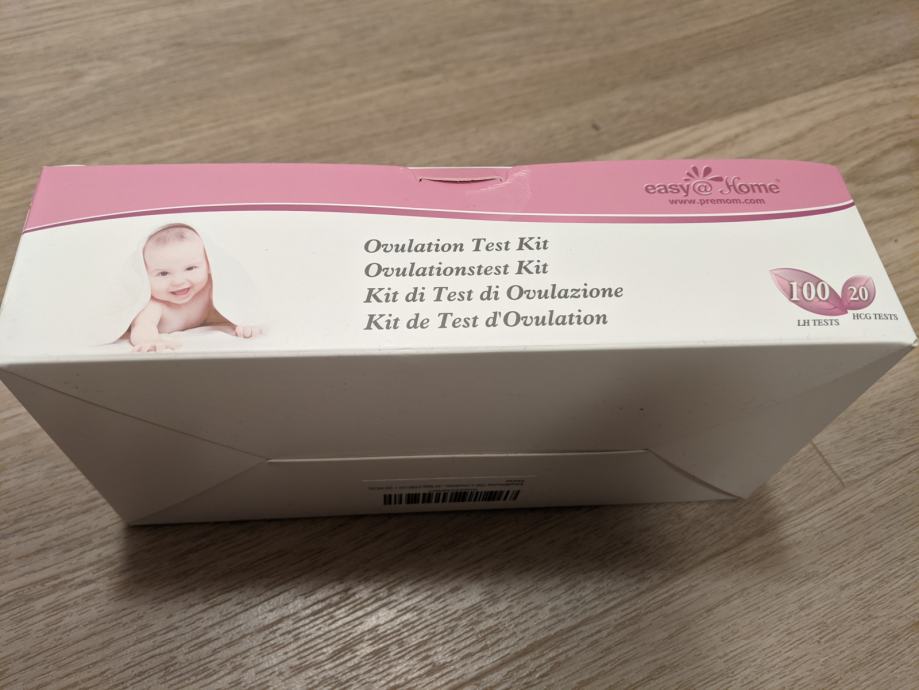 easy@Home®
www.premom.com
Ovulation Test Kit
Ovulationstest Kit
Kit di Test di Ovulazione
Kit de Test d'Ovulation
100 20
LH TESTS HCG TESTS